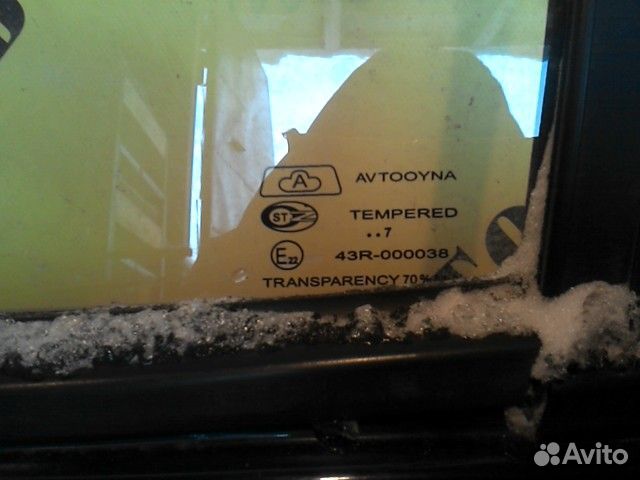 A AVTOOYNA
ST TEMPERED
..7
E22 43R-000038
TRANSPARENCY 70%
Avito